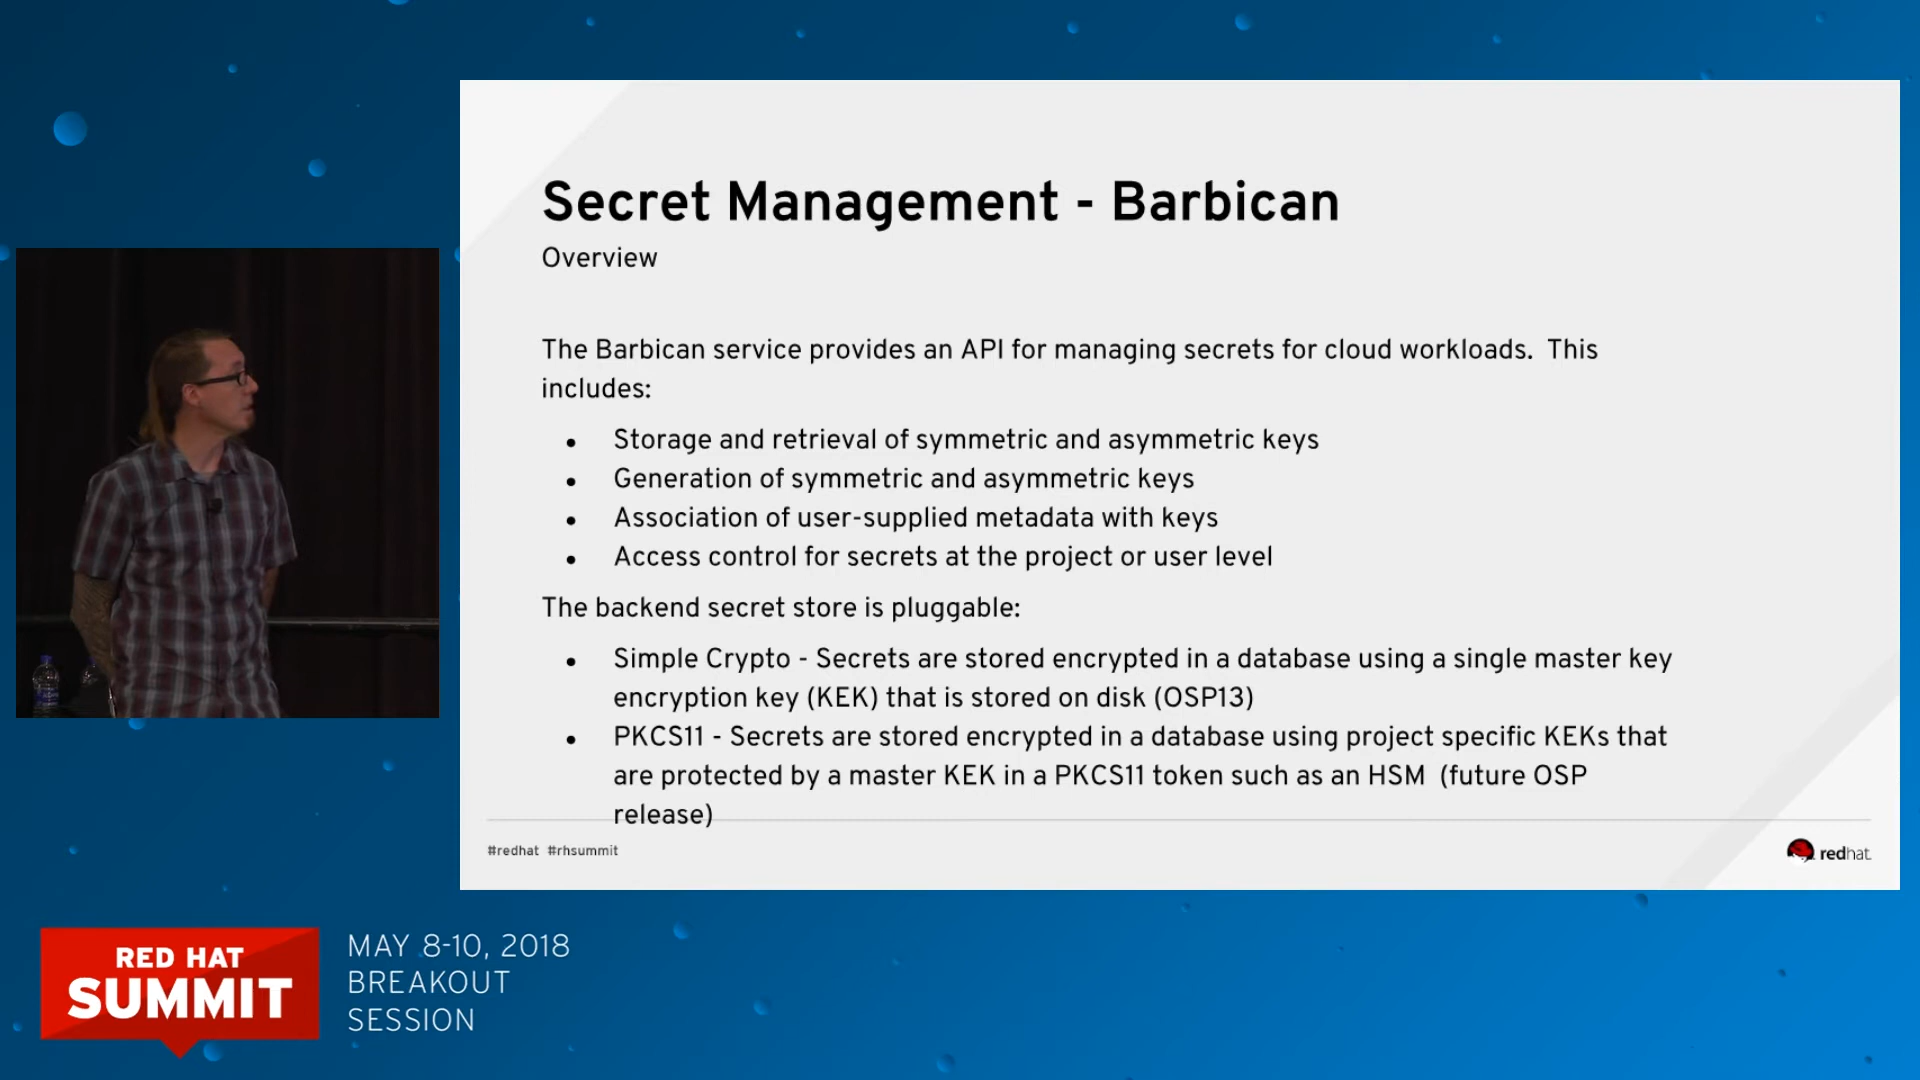 Secret Management - Barbican
Overview
The Barbican service provides an API for managing secrets for cloud workloads.  This
includes:
● Storage and retrieval of symmetric and asymmetric keys
● Generation of symmetric and asymmetric keys
● Association of user-supplied metadata with keys
● Access control for secrets at the project or user level
The backend secret store is pluggable:
● Simple Crypto - Secrets are stored encrypted in a database using a single master key
encryption key (KEK) that is stored on disk (OSP13)
● PKCS11 - Secrets are stored encrypted in a database using project specific KEKs that
are protected by a master KEK in a PKCS11 token such as an HSM  (future OSP
release)
#redhat #rhsummit
redhat.
RED HAT
SUMMIT
MAY 8-10, 2018
BREAKOUT
SESSION